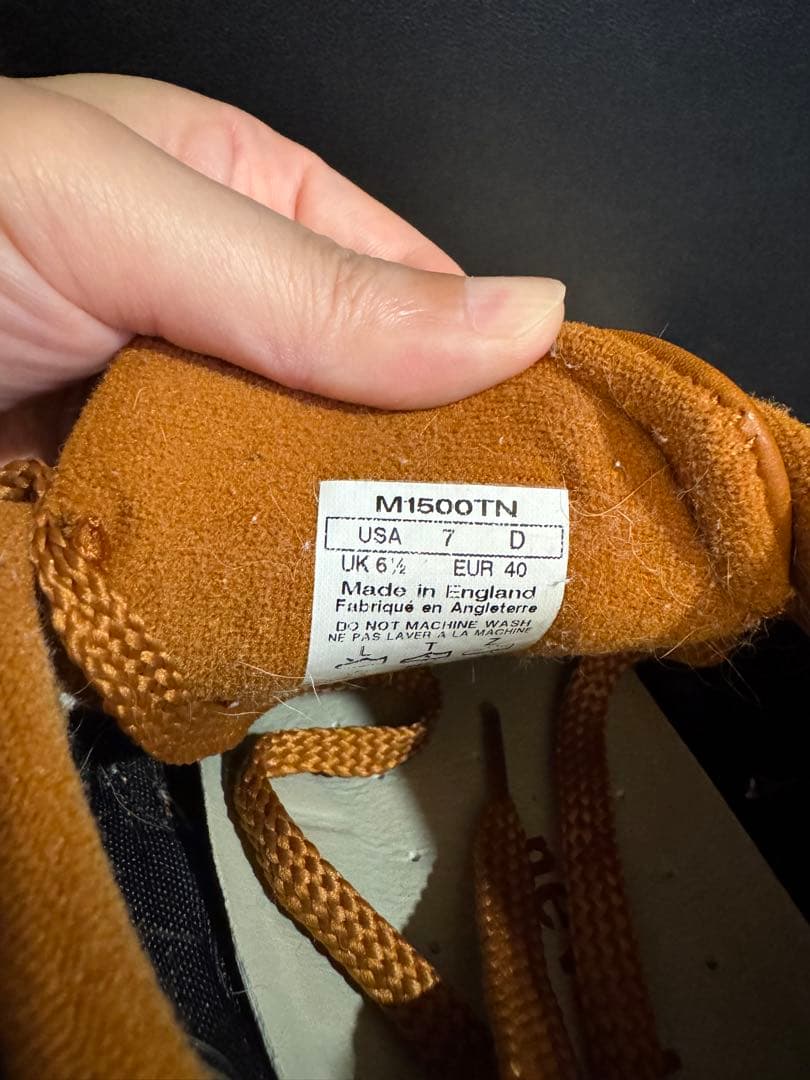 M1500TN
USA 7 D
UK 6½ EUR 40
Made in England
Fabriqué en Angleterre
DO NOT MACHINE WASH
NE PAS LAVER A LA MACHINE
L T Z
ne